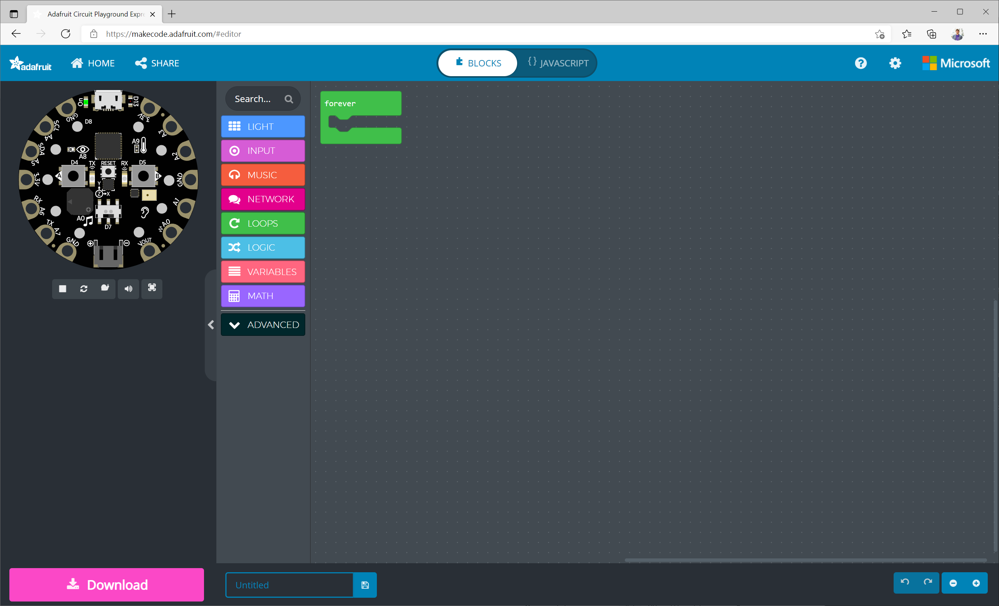 Adafruit Circuit Playground Expre
https://makecode.adafruit.com/#editor
adafruit
HOME
SHARE
BLOCKS
{} JAVASCRIPT
Microsoft
On
D13
GND
D8
3.3V
SCL
A4
A3
SDA
A5
A8
A9
A2
D4
TX
RESET
RX
D5
3.3V
A
B
GND
Y
Z
X
RX
A6
A1
TX
A7
A0
D7
A0
GND
VOUT
Search...
LIGHT
INPUT
MUSIC
NETWORK
LOOPS
LOGIC
VARIABLES
MATH
ADVANCED
forever
Download
Untitled